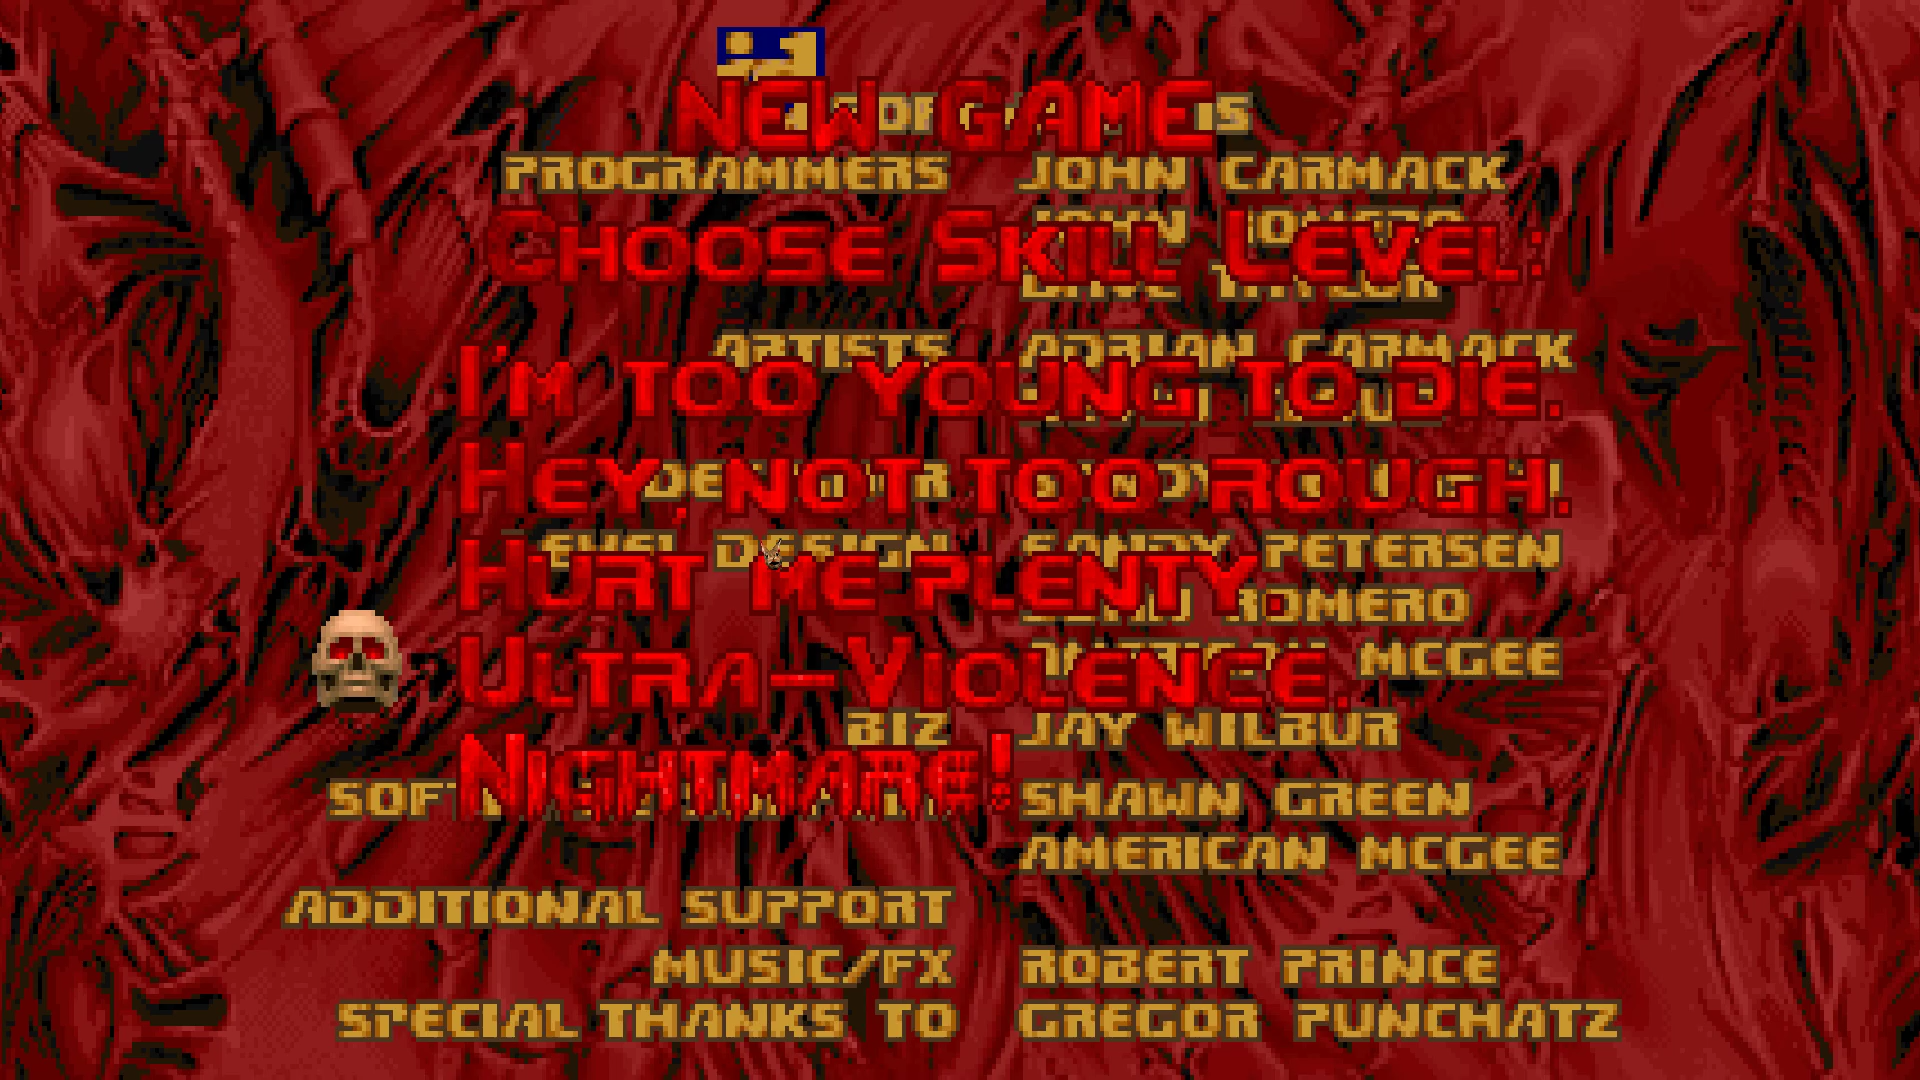 NEW GAME
PROGRAMMERS JOHN CARMACK
CHOOSE SKILL LEVEL:
ARTISTS ADRIAN CARMACK
I'M TOO YOUNG TO DIE.
HEY, NOT TOO ROUGH.
DESIGN SANDY PETERSEN
HURT ME PLENTY.
ROMERO
MCGEE
ULTRA-VIOLENCE.
BIZ JAY WILBUR
NIGHTMARE!
SHAWN GREEN
AMERICAN MCGEE
ADDITIONAL SUPPORT
MUSIC/FX ROBERT PRINCE
SPECIAL THANKS TO GREGOR PUNCHATZ